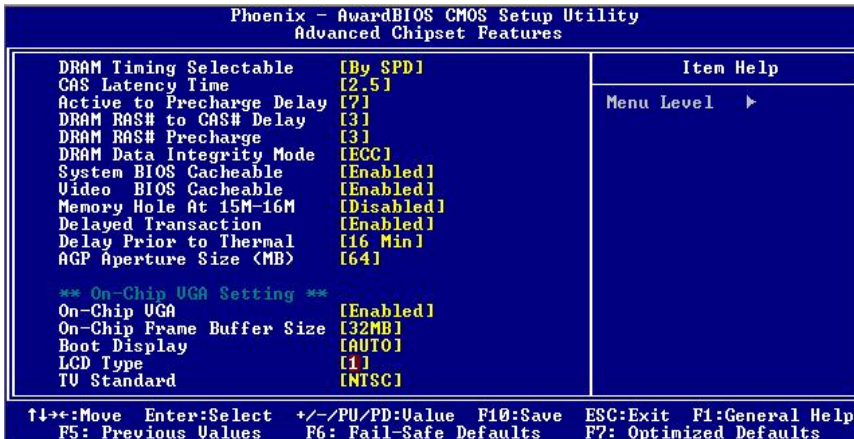 Phoenix - AwardBIOS CMOS Setup Utility
Advanced Chipset Features
DRAM Timing Selectable [By SPD]
CAS Latency Time [2.5]
Active to Precharge Delay [7]
DRAM RAS# to CAS# Delay [3]
DRAM RAS# Precharge [3]
DRAM Data Integrity Mode [ECC]
System BIOS Cacheable [Enabled]
Video BIOS Cacheable [Enabled]
Memory Hole At 15M-16M [Disabled]
Delayed Transaction [Enabled]
Delay Prior to Thermal [16 Min]
AGP Aperture Size (MB) [64]
** On-Chip VGA Setting **
On-Chip VGA [Enabled]
On-Chip Frame Buffer Size [32MB]
Boot Display [AUTO]
LCD Type [1]
TV Standard [NTSC]
Item Help
Menu Level ▶
↑↓→←:Move Enter:Select +/-/PU/PD:Value F10:Save ESC:Exit F1:General Help
F5: Previous Values F6: Fail-Safe Defaults F7: Optimized Defaults